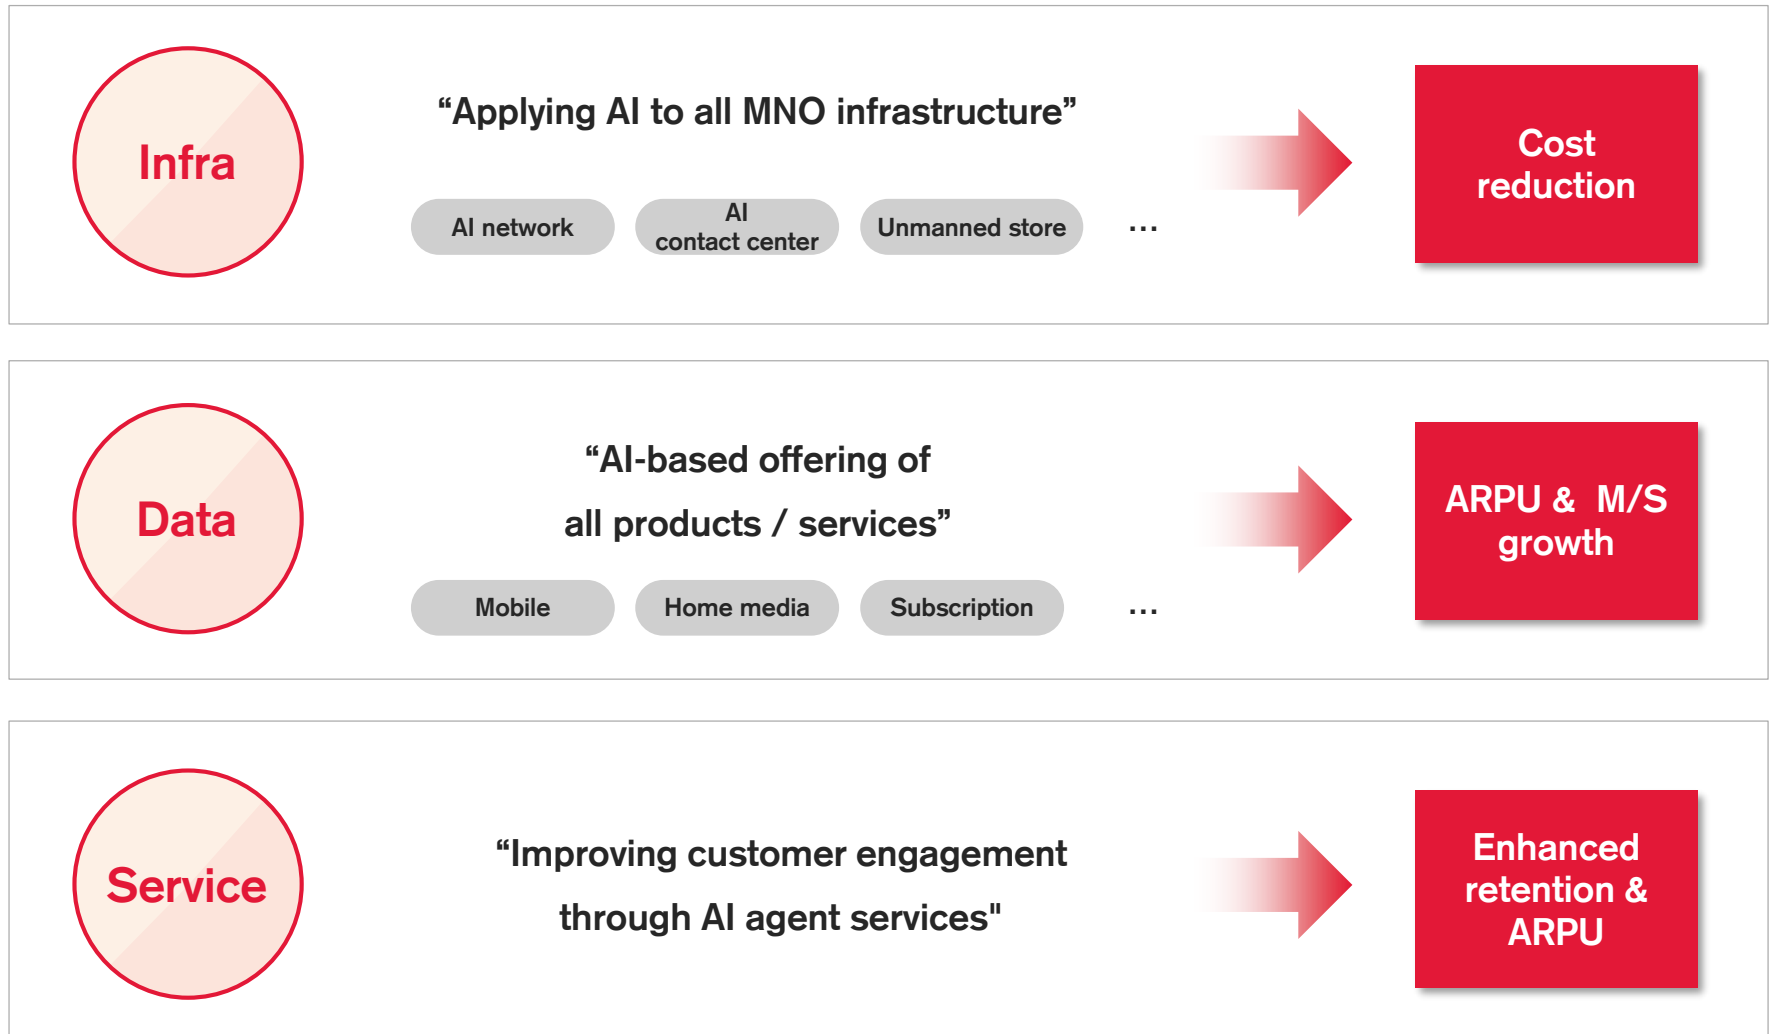 Infra
“Applying AI to all MNO infrastructure”
AI network
AI
contact center
Unmanned store
...
Cost
reduction
Data
“AI-based offering of
all products / services”
Mobile
Home media
Subscription
...
ARPU & M/S
growth
Service
“Improving customer engagement
through AI agent services"
Enhanced
retention &
ARPU